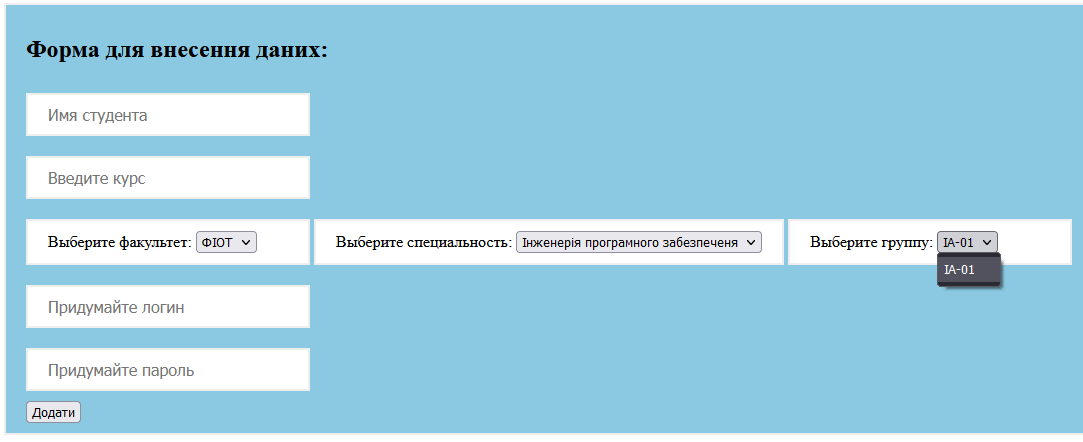 Форма для внесення даних:
Имя студента
Введите курс
Выберите факультет: ФІОТ Выберите специальность: Інженерія програмного забезпеченя Выберите группу: ІА-01
ІА-01
Придумайте логин
Придумайте пароль
Додати